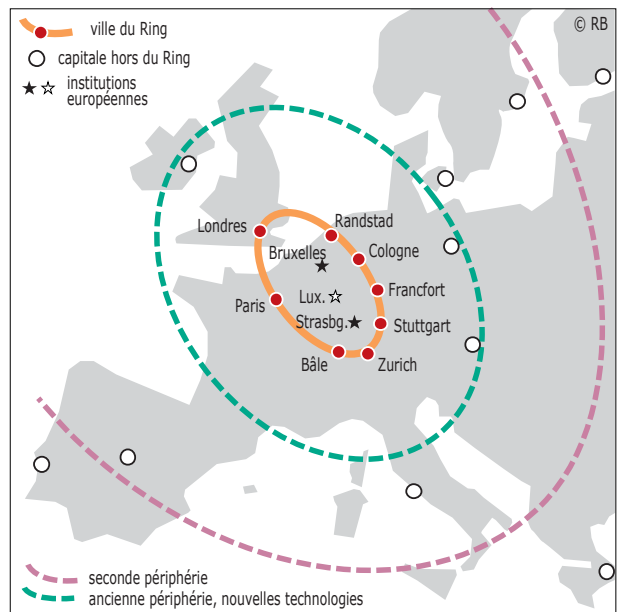 © RB
ville du Ring
capitale hors du Ring
institutions
européennes
Londres
Randstad
Bruxelles
Cologne
Lux.
Francfort
Paris
Strasbg.
Stuttgart
Bâle
Zurich
seconde périphérie
ancienne périphérie, nouvelles technologies